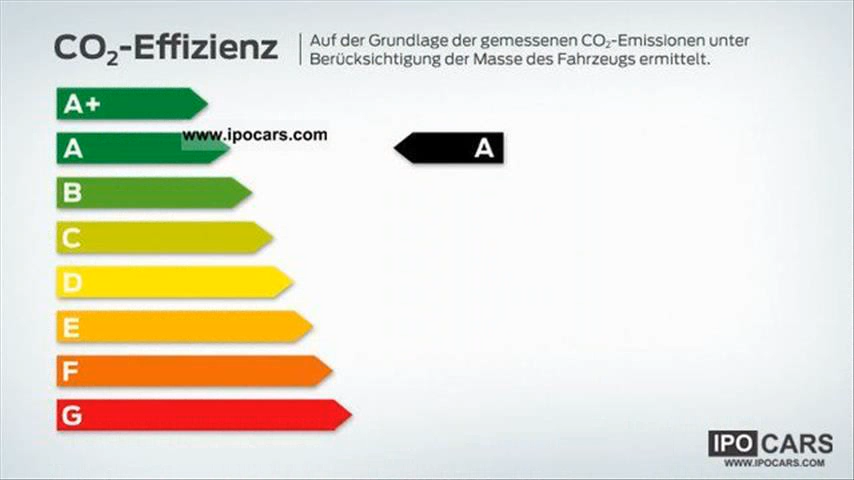 CO₂-Effizienz
Auf der Grundlage der gemessenen CO₂-Emissionen unter
Berücksichtigung der Masse des Fahrzeugs ermittelt.
A+
www.ipocars.com
A
A
B
C
D
E
F
G
IPO CARS
WWW.IPOCARS.COM